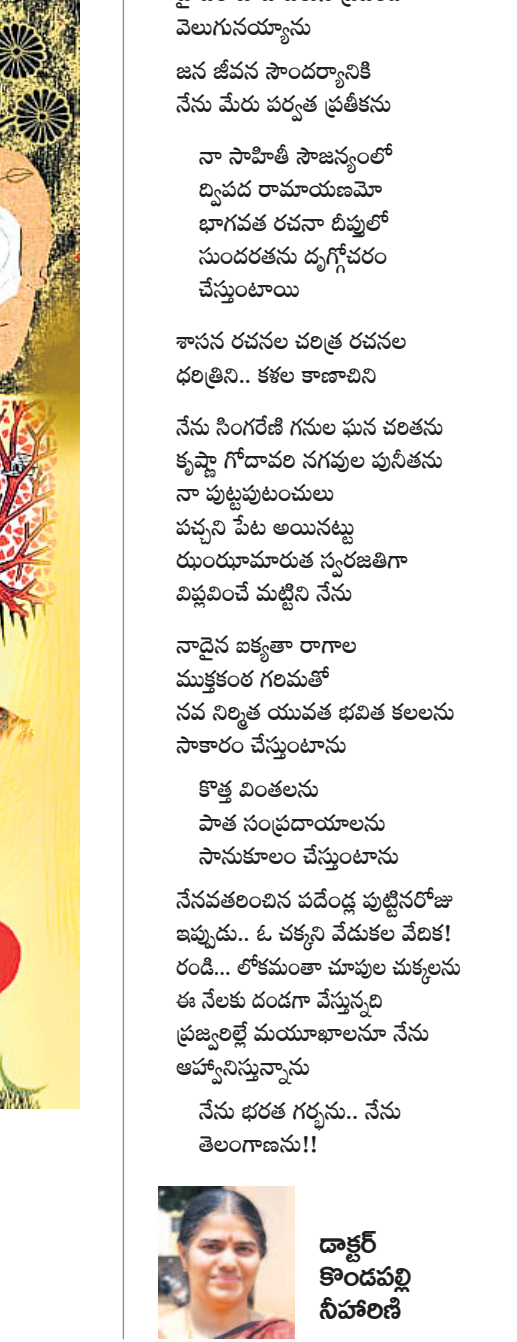 వెలుగునయ్యాను
జన జీవన సౌందర్యానికి
నేను మేరు పర్వత ప్రతీకను
నా సాహితీ సౌజన్యంలో
ద్విపద రామాయణమో
భాగవత రచనా దీప్తులో
సుందరతను దృగ్గోచరం
చేస్తుంటాయి
శాసన రచనల చరిత్ర రచనల
ధరిత్రిని.. కళల కాణాచిని
నేను సింగరేణి గనుల ఘన చరితను
కృష్ణా గోదావరి నగవుల పునీతను
నా పుట్టపుటంచులు
పచ్చని పేట అయినట్టు
ఝంఝామారుత స్వరజతిగా
విప్లవించే మట్టిని నేను
నాదైన ఐక్యతా రాగాల
ముక్తకంఠ గరిమతో
నవ నిర్మిత యువత భవిత కలలను
సాకారం చేస్తుంటాను
కొత్త వింతలను
పాత సంప్రదాయాలను
సానుకూలం చేస్తుంటాను
నేనవతరించిన పదేండ్ల పుట్టినరోజు
ఇప్పుడు.. ఓ చక్కని వేడుకల వేదిక!
రండి... లోకమంతా చూపుల చుక్కలను
ఈ నేలకు దండగా వేస్తున్నది
ప్రజ్వరిల్లే మయూఖాలనూ నేను
ఆహ్వానిస్తున్నాను
నేను భరత గర్భను.. నేను
తెలంగాణను!!
డాక్టర్
కొండపల్లి
నీహారిణి